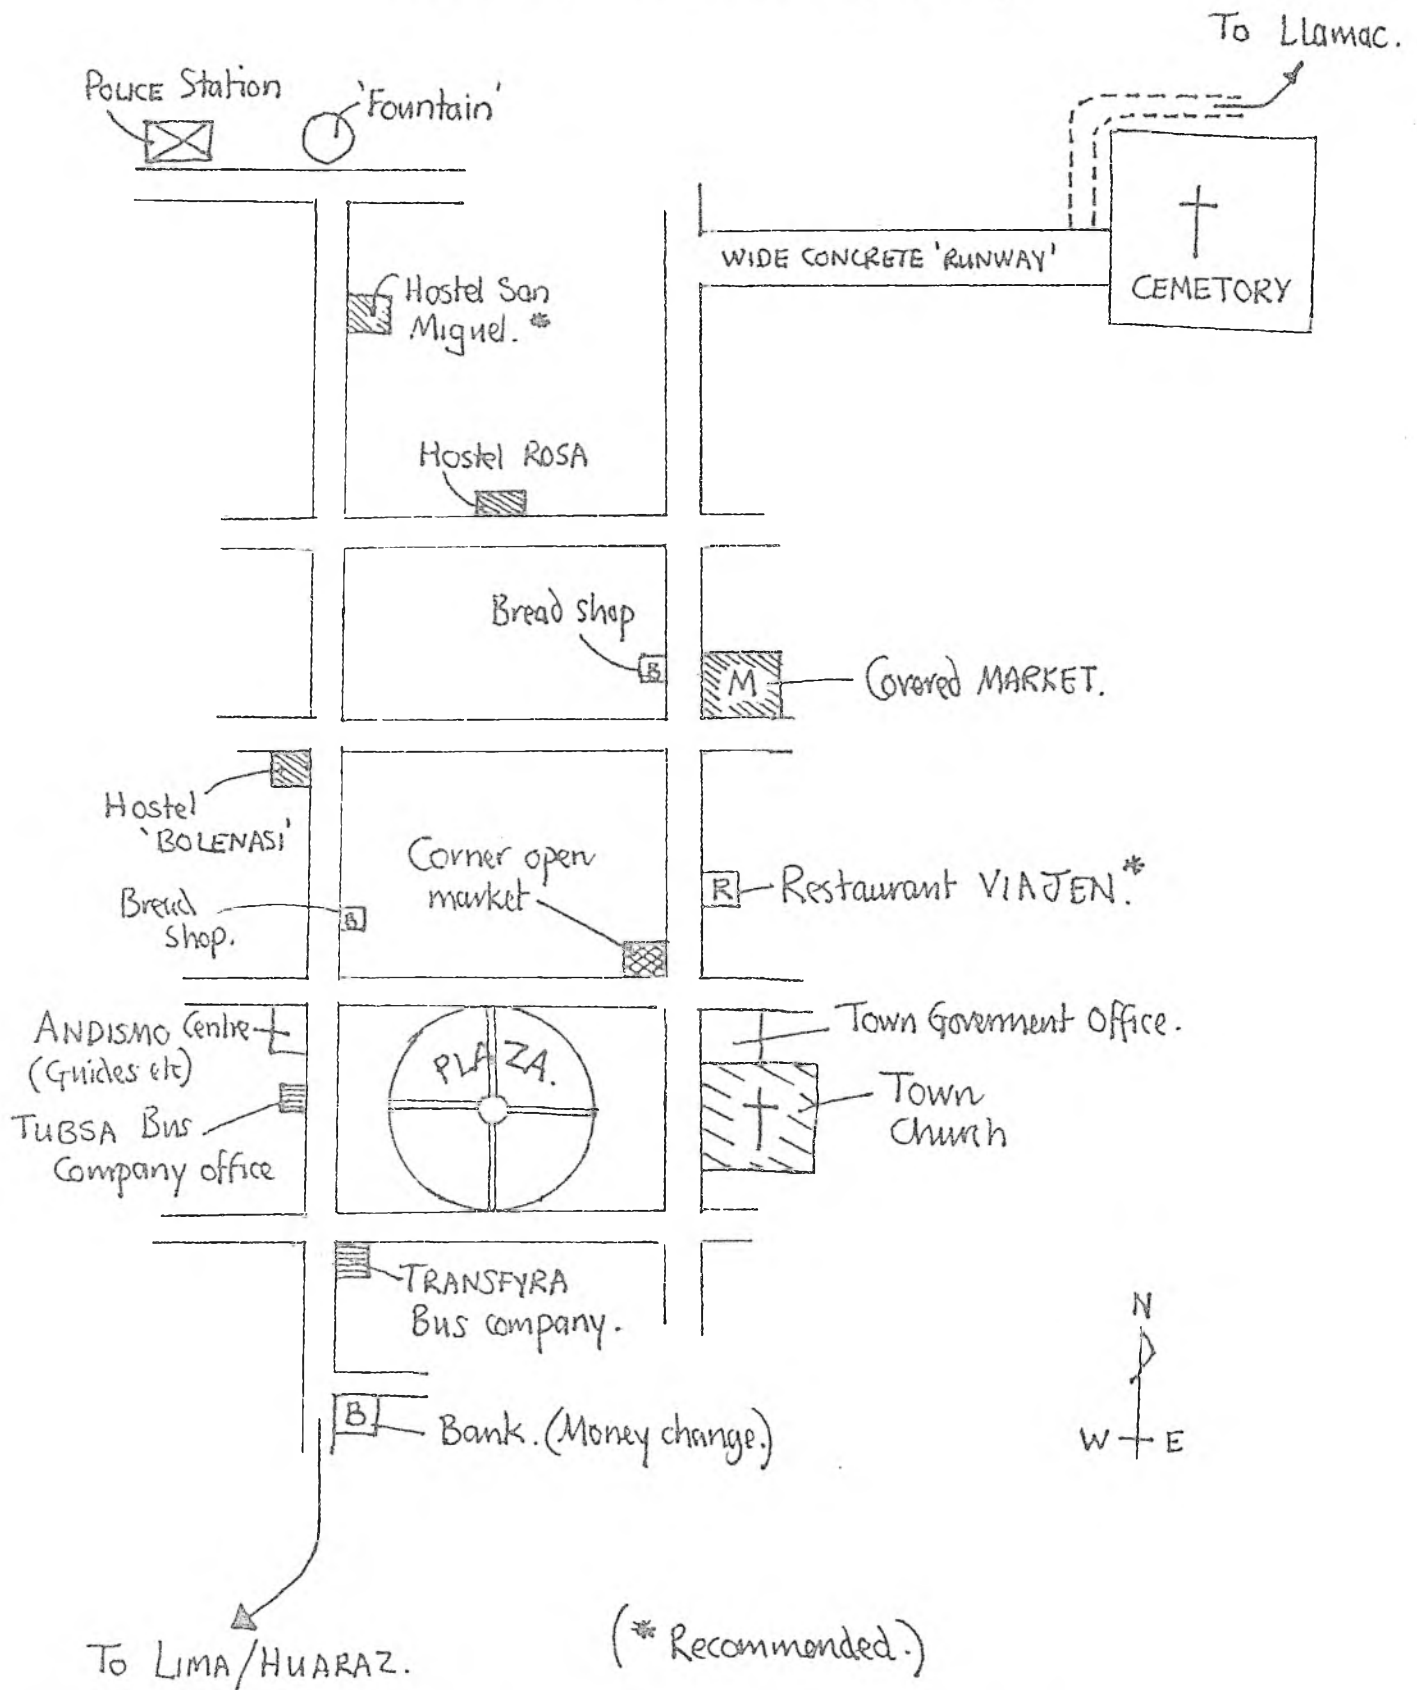 To Llamac.
POLICE Station
'Fountain'
WIDE CONCRETE 'RUNWAY'
CEMETORY
Hostel San
Miguel. *
Hostel ROSA
Bread shop
B
M
Covered MARKET.
Hostel
'BOLENASI'
Corner open
market
R
Restaurant VIAJEN.*
Bread
shop.
B
ANDISMO Centre
(Guides etc)
PLAZA.
Town Goverment Office.
TUBSA Bus
Company office
Town
Church
TRANSFYRA
Bus company.
N
W E
B
Bank. (Money change.)
To LIMA/HUARAZ.
(* Recommended.)